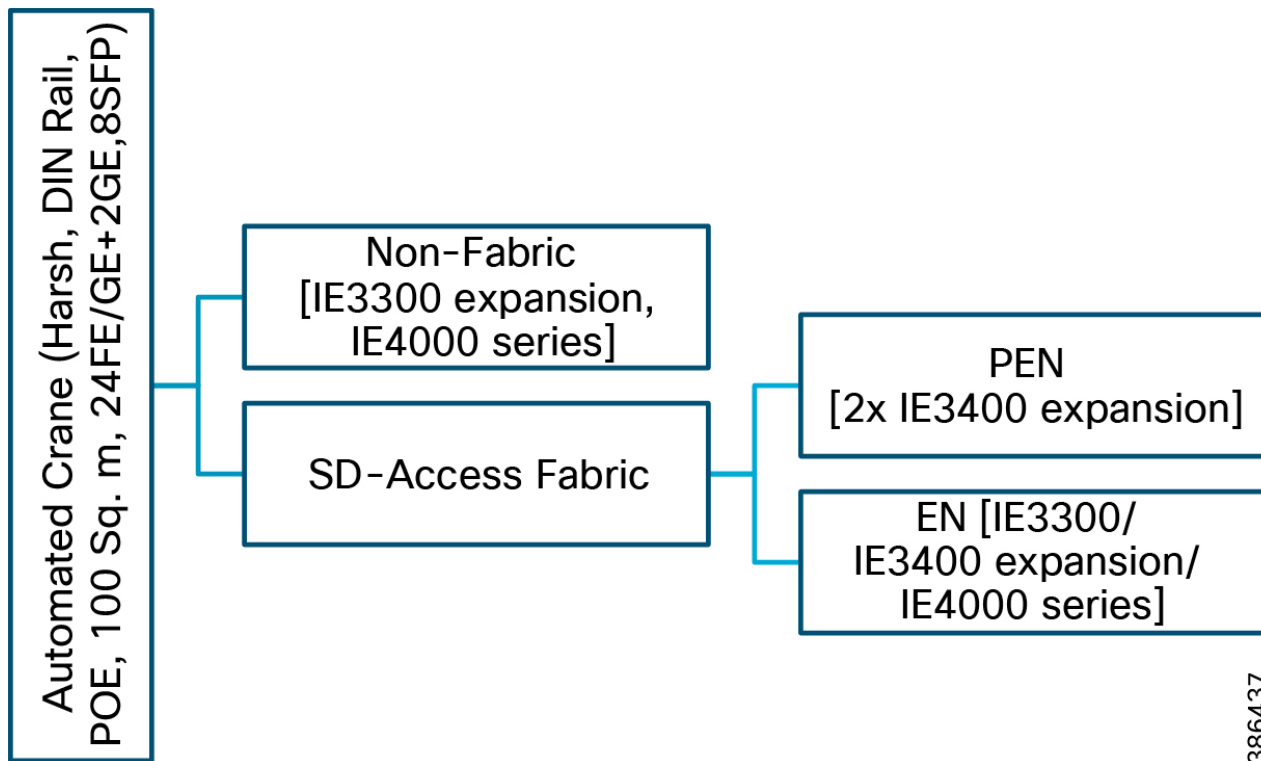 Automated Crane (Harsh, DIN Rail,
POE, 100 Sq. m, 24FE/GE+2GE,8SFP)
Non-Fabric
[IE3300 expansion,
IE4000 series]
SD-Access Fabric
PEN
[2x IE3400 expansion]
EN [IE3300/
IE3400 expansion/
IE4000 series]
386437